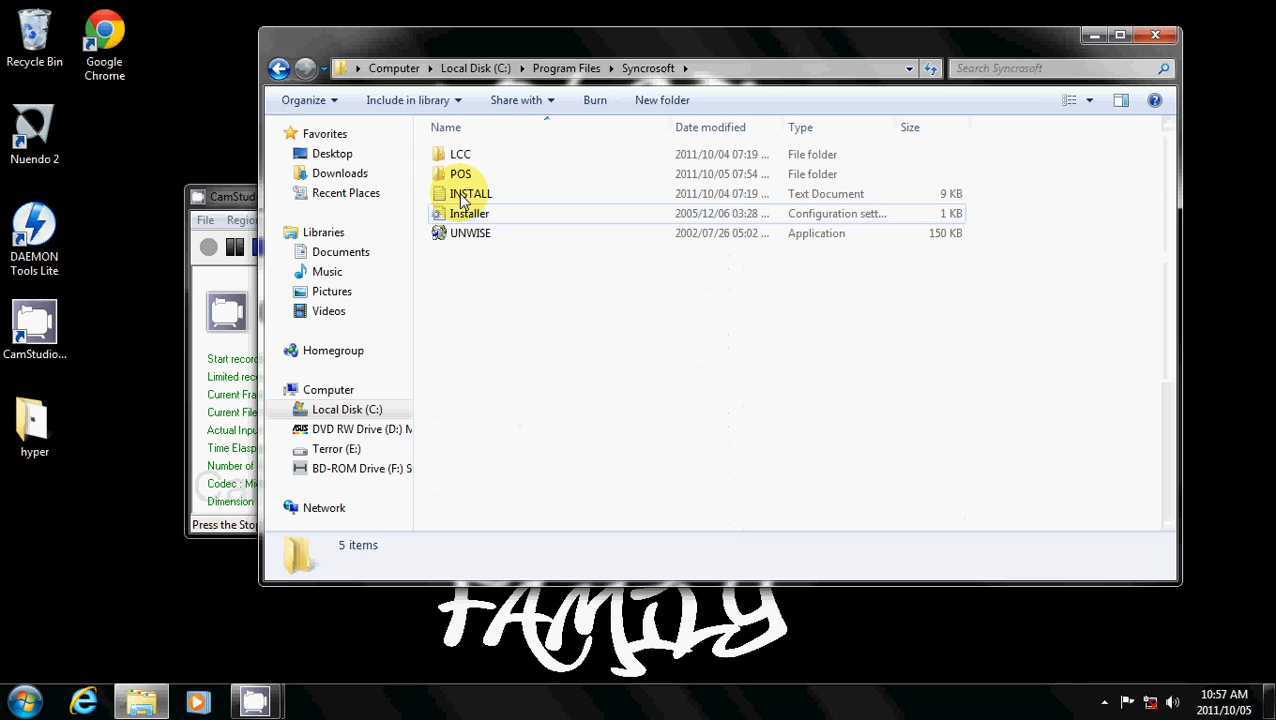 Recycle Bin
Google
Chrome
Nuendo 2
DAEMON
Tools Lite
CamStudio...
hyper
CamStud
File Regio
Start record
Limited rec
Current Fra
Current File
Actual Inpu
Time Elasp
Number of
Codec : Mi
Dimension
Press the Sto
Computer Local Disk (C:) Program Files Syncrosoft
Search Syncrosoft
Organize Include in library Share with Burn New folder
Name Date modified Type Size
Favorites
Desktop
Downloads
Recent Places
Libraries
Documents
Music
Pictures
Videos
Homegroup
Computer
Local Disk (C:)
DVD RW Drive (D:) M
Terror (E:)
BD-ROM Drive (F:) S
Network
LCC 2011/10/04 07:19 ... File folder
POS 2011/10/05 07:54 ... File folder
INSTALL 2011/10/04 07:19 ... Text Document 9 KB
Installer 2005/12/06 03:28 ... Configuration sett... 1 KB
UNWISE 2002/07/26 05:02 ... Application 150 KB
5 items
FAMILY
10:57 AM
2011/10/05